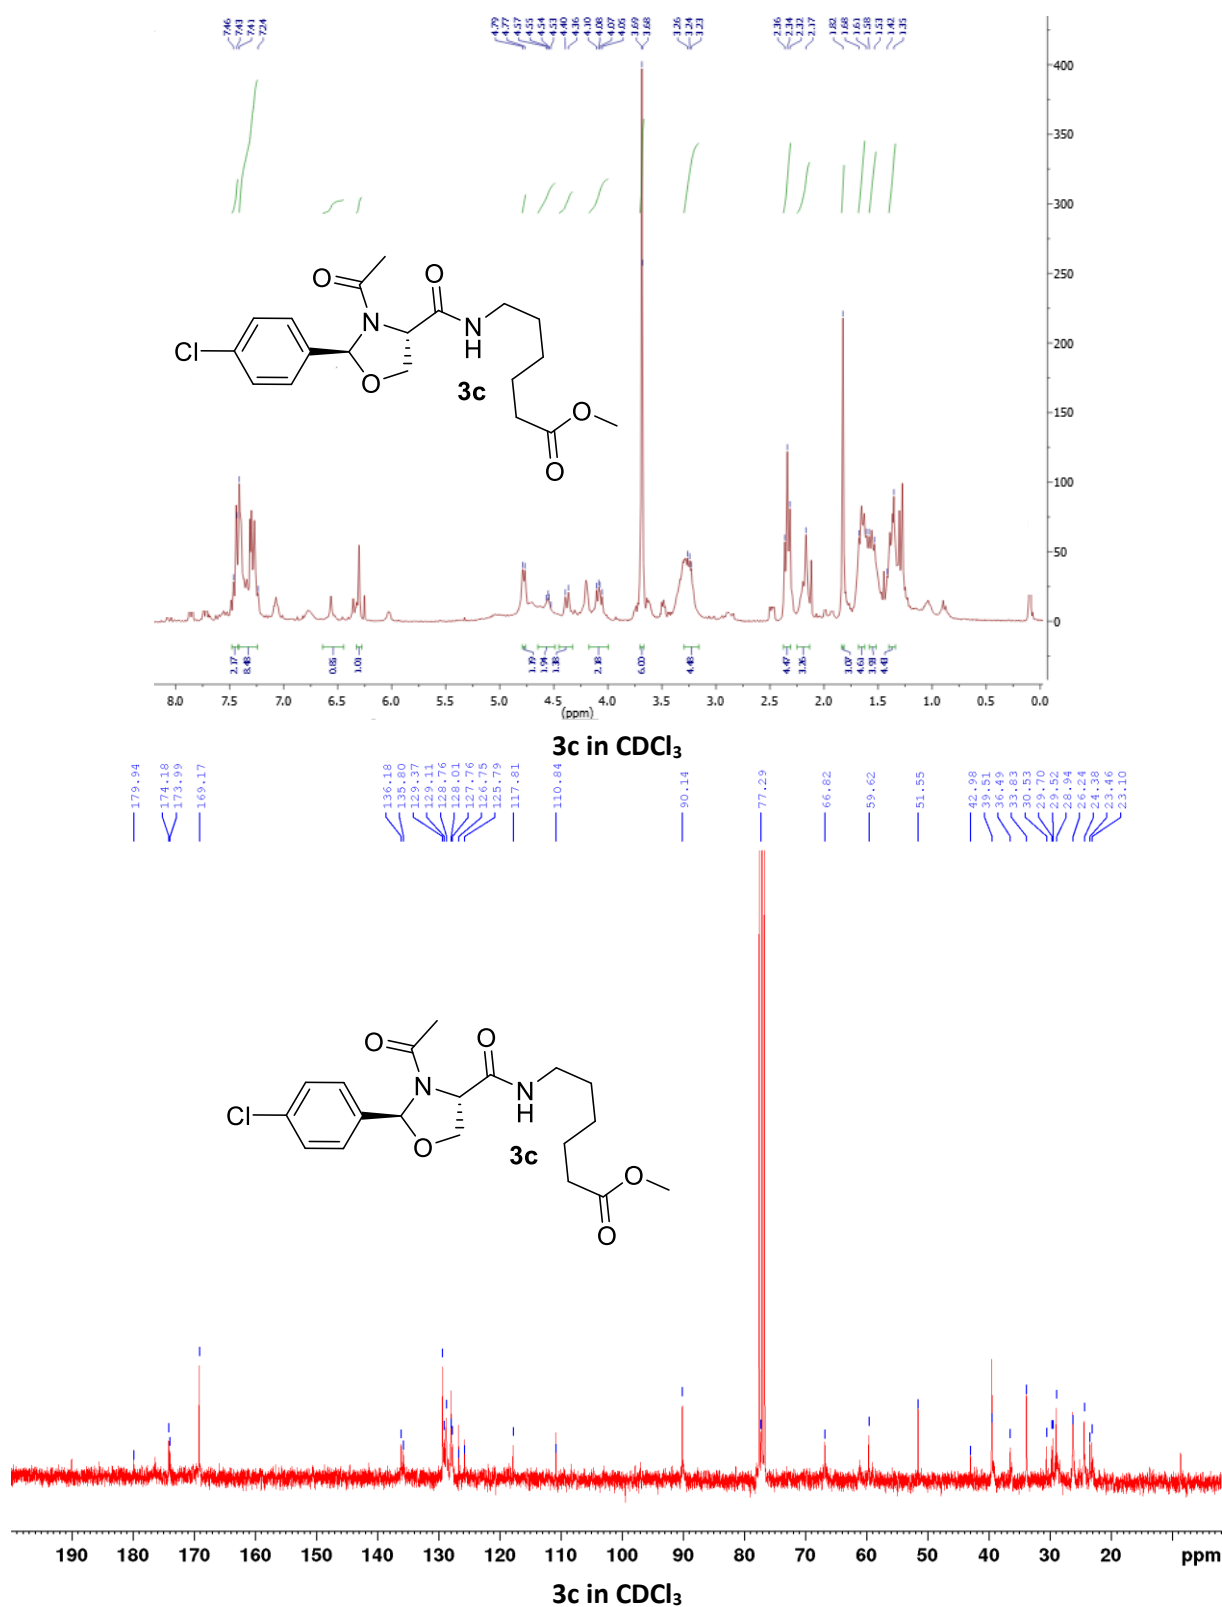 7.46 7.43 7.41 7.24 4.79 4.77 4.57 4.55 4.54 4.53 4.40 4.36 4.10 4.08 4.07 4.05 3.69 3.68 3.26 3.24 3.23 2.36 2.34 2.32 2.17 1.82 1.68 1.61 1.58 1.53 1.42 1.35
400
350
300
250
200
150
100
50
0
O
O
N
N
H
Cl
O
3c
O
O
2.17 8.48 0.85 1.01 1.19 1.94 1.38 2.18 6.00 4.48 4.47 3.26 3.07 4.61 3.91 4.43
8.0 7.5 7.0 6.5 6.0 5.5 5.0 4.5 4.0 3.5 3.0 2.5 2.0 1.5 1.0 0.5 0.0
(ppm)
3c in CDCl₃
179.94 174.18 173.99 169.17 136.18 135.80 129.37 129.11 128.76 128.01 127.76 126.75 125.79 117.81 110.84 90.14 77.29 66.82 59.62 51.55 42.98 39.51 36.49 33.83 30.53 29.70 29.52 28.94 26.24 24.38 23.46 23.10
O
O
N
N
H
Cl
O
3c
O
O
190 180 170 160 150 140 130 120 110 100 90 80 70 60 50 40 30 20 ppm
3c in CDCl₃